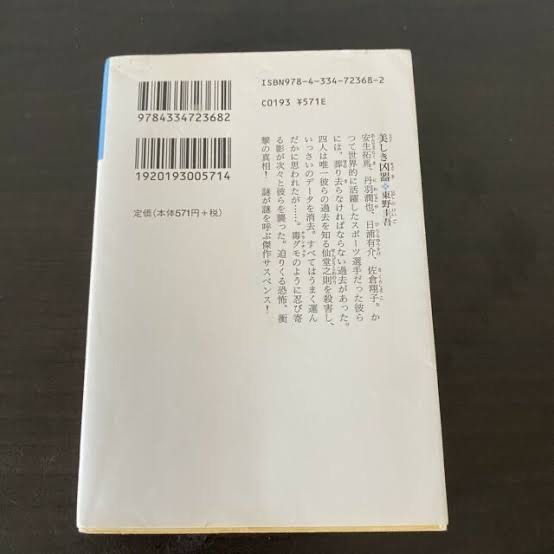 ISBN978-4-334-72368-2
C0193 ¥571E
9784334723682
1920193005714
定価(本体571円+税)
美しき凶器❖東野圭吾
安生拓馬、丹羽潤也、日浦有介、佐倉翔子。か
つて世界的に活躍したスポーツ選手だった彼ら
には、葬り去らなければならない過去があった。
四人は唯一彼らの過去を知る仙堂之則を殺害し、
いっさいのデータを消去。すべてはうまく運ん
だかに思われたが……。毒グモのように忍び寄
る影が次々と彼らを襲った。迫りくる恐怖、衝
撃の真相！　謎が謎を呼ぶ傑作サスペンス！